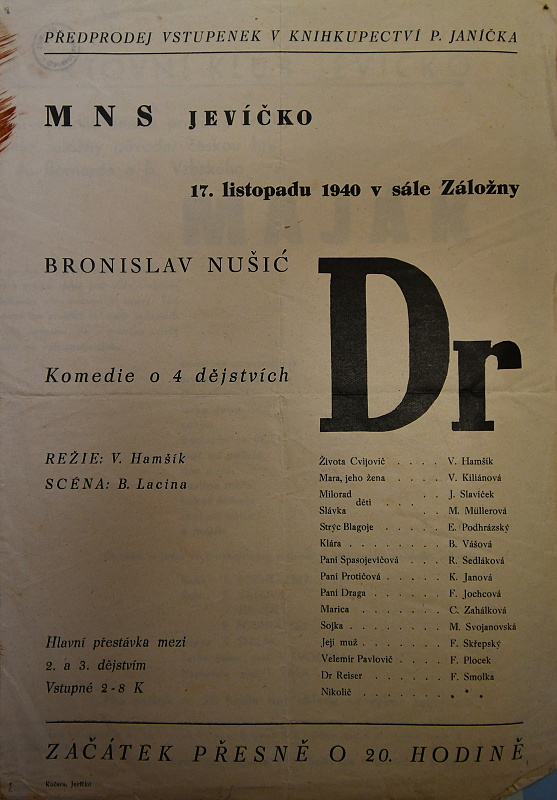 PŘEDPRODEJ VSTUPENEK V KNIHKUPECTVÍ P. JANÍČKA
MNS JEVÍČKO
17. listopadu 1940 v sále Záložny
BRONISLAV NUŠIĆ
Dr
Komedie o 4 dějstvích
REŽIE: V. Hamšík
SCÉNA: B. Lacina
Života Cvijovič . . . . V. Hamšík
Mara, jeho žena . . . . V. Kiliánová
Milorad J. Slavíček
děti . . .
Slávka M. Müllerová
Strýc Blagoje . . . . . E. Podhrázský
Klára . . . . . . . . B. Vášová
Paní Spasojevičová . . . R. Sedláková
Paní Protičová . . . . . K. Janová
Paní Draga . . . . . . F. Jochcová
Marica . . . . . . . C. Zahálková
Sojka . . . . . . . . M. Svojanovská
Její muž . . . . . . . F. Skřepský
Velemir Pavlovič . . . . F. Plocek
Dr Reiser . . . . . . F. Smolka
Nikolič . . . . . . . . * * *
Hlavní přestávka mezi
2. a 3. dějstvím
Vstupné 2-8 K
ZAČÁTEK PŘESNĚ O 20. HODINĚ
Kučera, Jevíčko